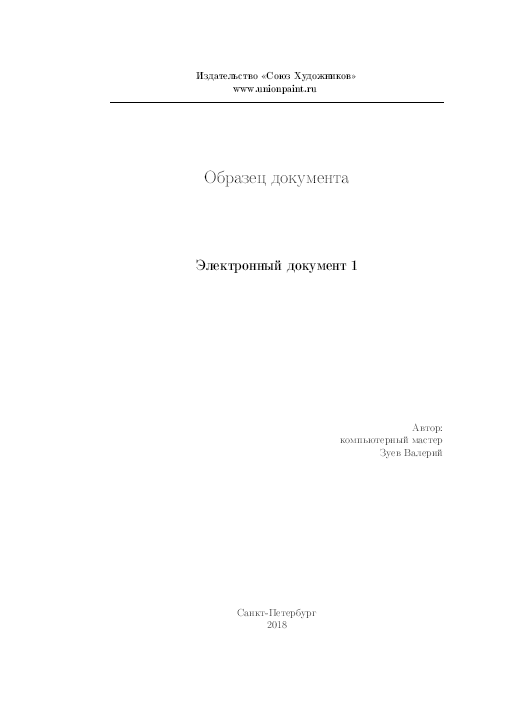 Издательство «Союз Художников»
www.unionpaint.ru
Образец документа
Электронный документ 1
Автор:
компьютерный мастер
Зуев Валерий
Санкт-Петербург
2018